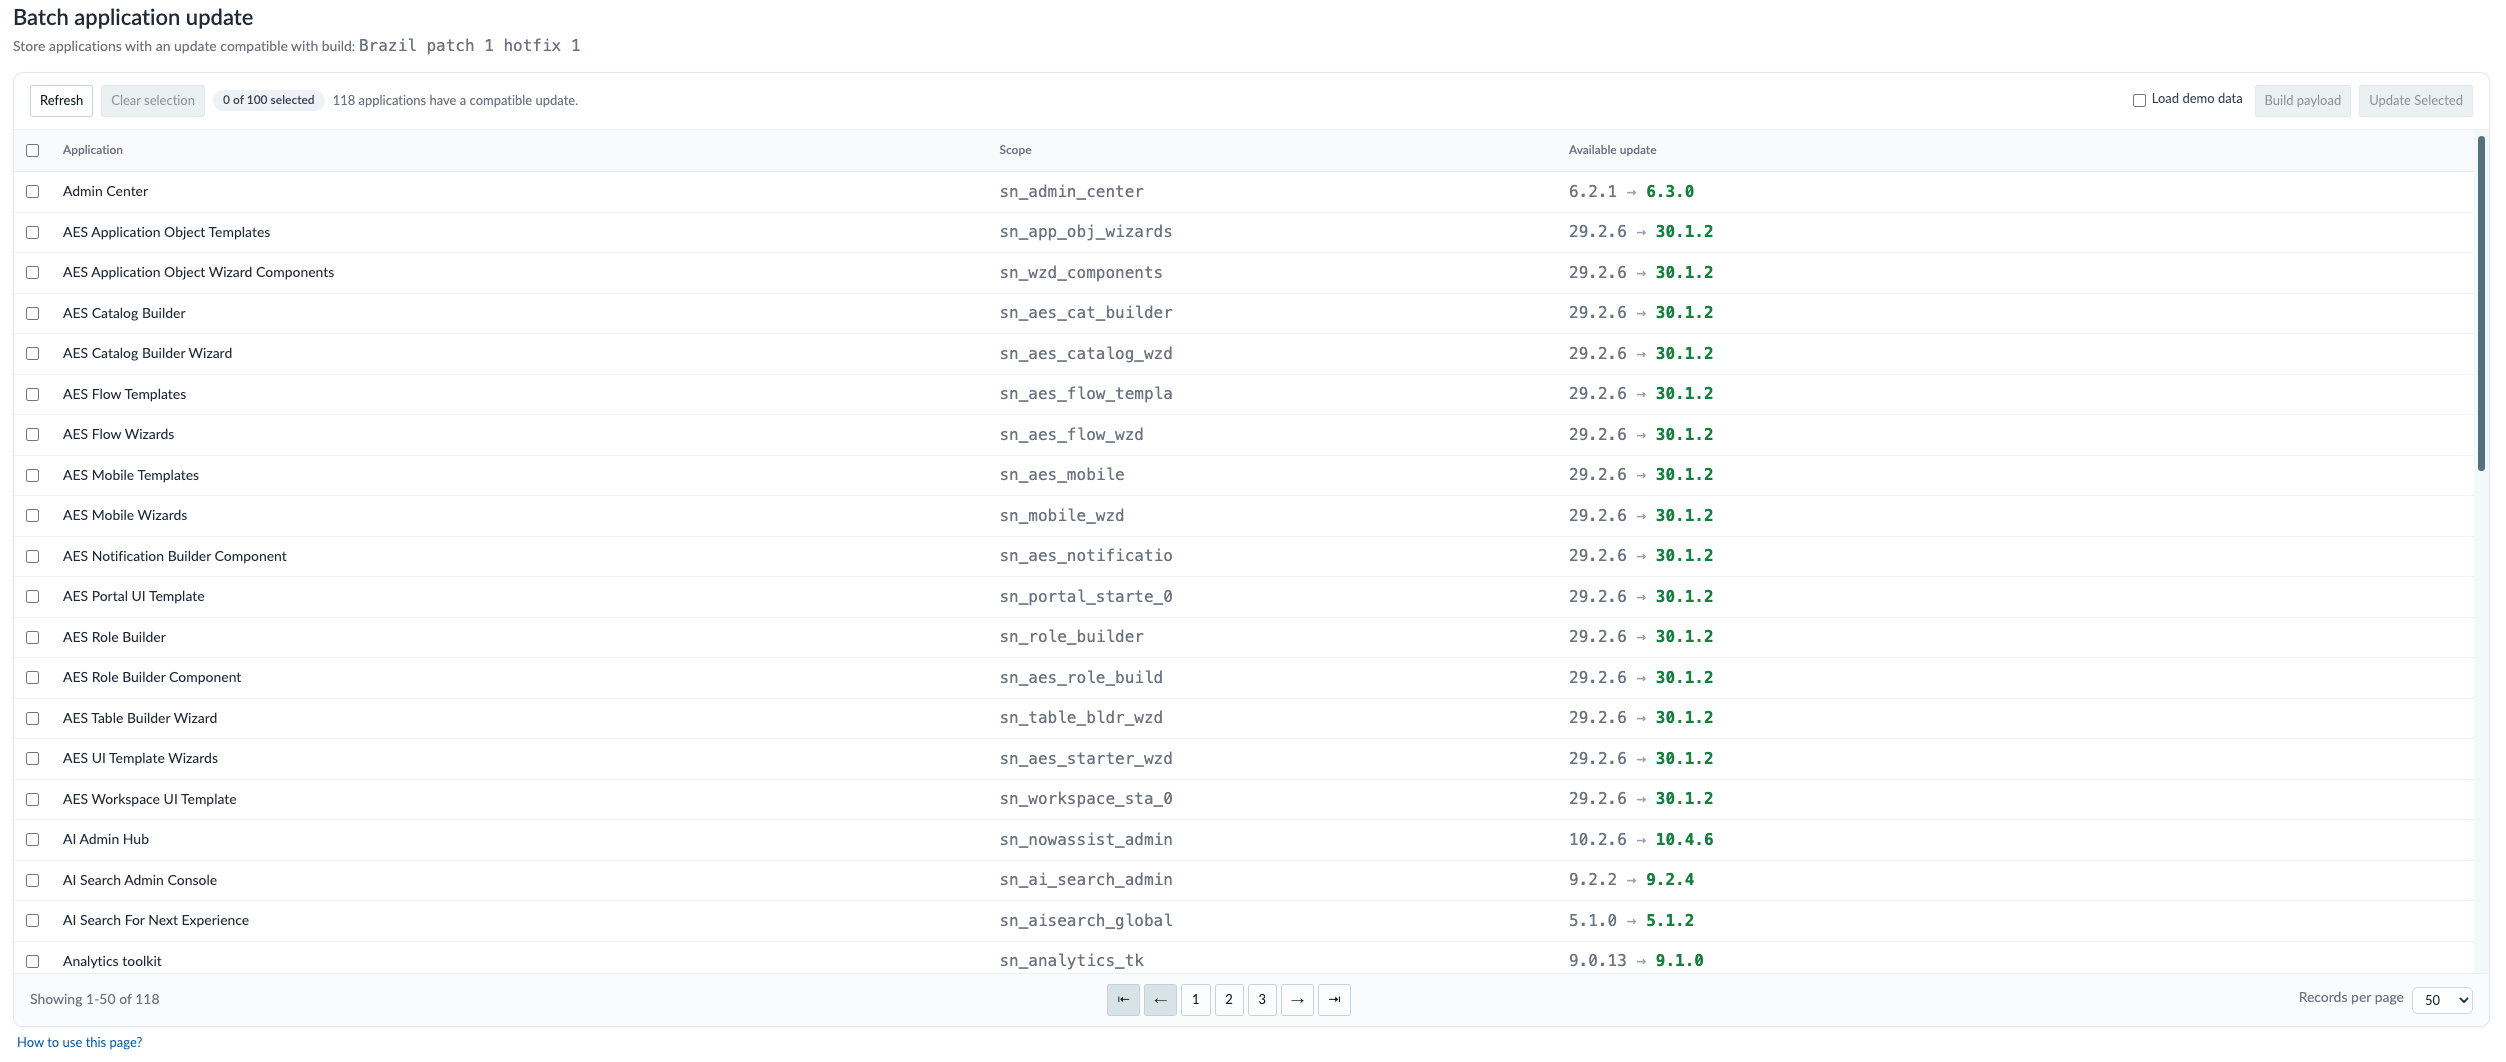 Batch application update
Store applications with an update compatible with build: Brazil patch 1 hotfix 1
Refresh Clear selection 0 of 100 selected 118 applications have a compatible update. Load demo data Build payload Update Selected
Application Scope Available update
Admin Center sn_admin_center 6.2.1 → 6.3.0
AES Application Object Templates sn_app_obj_wizards 29.2.6 → 30.1.2
AES Application Object Wizard Components sn_wzd_components 29.2.6 → 30.1.2
AES Catalog Builder sn_aes_cat_builder 29.2.6 → 30.1.2
AES Catalog Builder Wizard sn_aes_catalog_wzd 29.2.6 → 30.1.2
AES Flow Templates sn_aes_flow_templa 29.2.6 → 30.1.2
AES Flow Wizards sn_aes_flow_wzd 29.2.6 → 30.1.2
AES Mobile Templates sn_aes_mobile 29.2.6 → 30.1.2
AES Mobile Wizards sn_mobile_wzd 29.2.6 → 30.1.2
AES Notification Builder Component sn_aes_notificatio 29.2.6 → 30.1.2
AES Portal UI Template sn_portal_starte_0 29.2.6 → 30.1.2
AES Role Builder sn_role_builder 29.2.6 → 30.1.2
AES Role Builder Component sn_aes_role_build 29.2.6 → 30.1.2
AES Table Builder Wizard sn_table_bldr_wzd 29.2.6 → 30.1.2
AES UI Template Wizards sn_aes_starter_wzd 29.2.6 → 30.1.2
AES Workspace UI Template sn_workspace_sta_0 29.2.6 → 30.1.2
AI Admin Hub sn_nowassist_admin 10.2.6 → 10.4.6
AI Search Admin Console sn_ai_search_admin 9.2.2 → 9.2.4
AI Search For Next Experience sn_aisearch_global 5.1.0 → 5.1.2
Analytics toolkit sn_analytics_tk 9.0.13 → 9.1.0
Showing 1-50 of 118 ⇤ ← 1 2 3 → ⇥ Records per page 50
How to use this page?